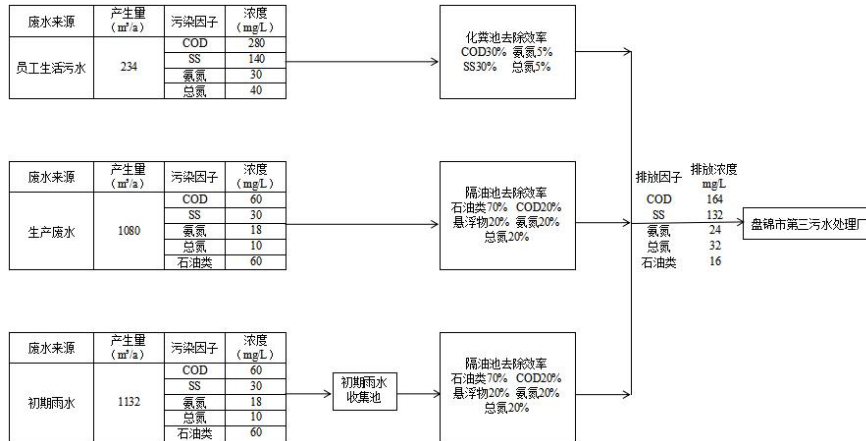 废水来源 产生量（m³/a） 污染因子 浓度（mg/L）
员工生活污水 234
COD 280
SS 140
氨氮 30
总氮 40
化粪池去除效率
COD30% 氨氮5%
SS30% 总氮5%
废水来源 产生量（m³/a） 污染因子 浓度（mg/L）
生产废水 1080
COD 60
SS 30
氨氮 18
总氮 10
石油类 60
隔油池去除效率
石油类70% COD20%
悬浮物20% 氨氮20%
总氮20%
排放因子 排放浓度 mg/L
COD 164
SS 132
氨氮 24
总氮 32
石油类 16
盘锦市第三污水处理厂
废水来源 产生量（m³/a） 污染因子 浓度（mg/L）
初期雨水 1132
COD 60
SS 30
氨氮 18
总氮 10
石油类 60
初期雨水
收集池
隔油池去除效率
石油类70% COD20%
悬浮物20% 氨氮20%
总氮20%